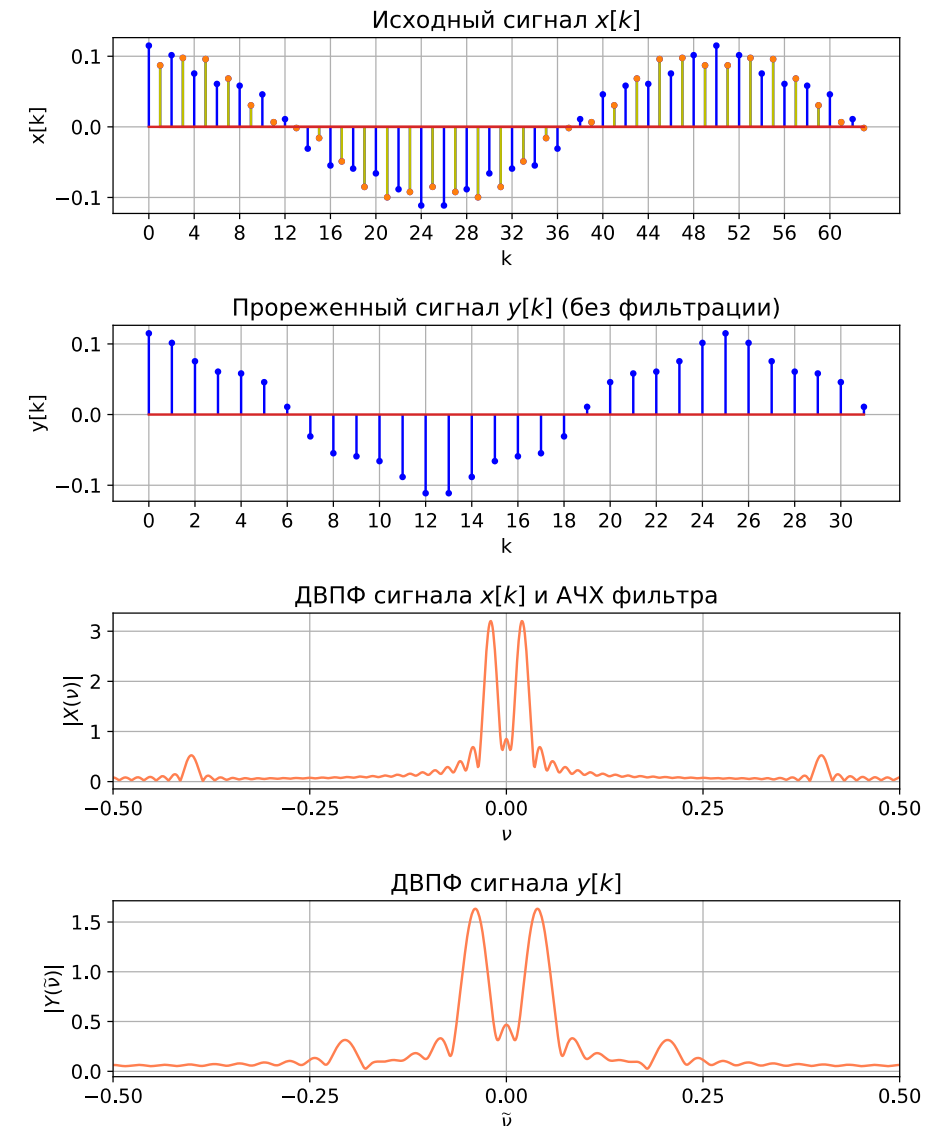 Исходный сигнал x[k]
0.1
0.0
−0.1
x[k]
0 4 8 12 16 20 24 28 32 36 40 44 48 52 56 60
k
Прореженный сигнал y[k] (без фильтрации)
0.1
0.0
−0.1
y[k]
0 2 4 6 8 10 12 14 16 18 20 22 24 26 28 30
k
ДВПФ сигнала x[k] и АЧХ фильтра
3
2
1
0
|X(ν)|
−0.50 −0.25 0.00 0.25 0.50
ν
ДВПФ сигнала y[k]
1.5
1.0
0.5
0.0
|Y(ν̃)|
−0.50 −0.25 0.00 0.25 0.50
ν̃